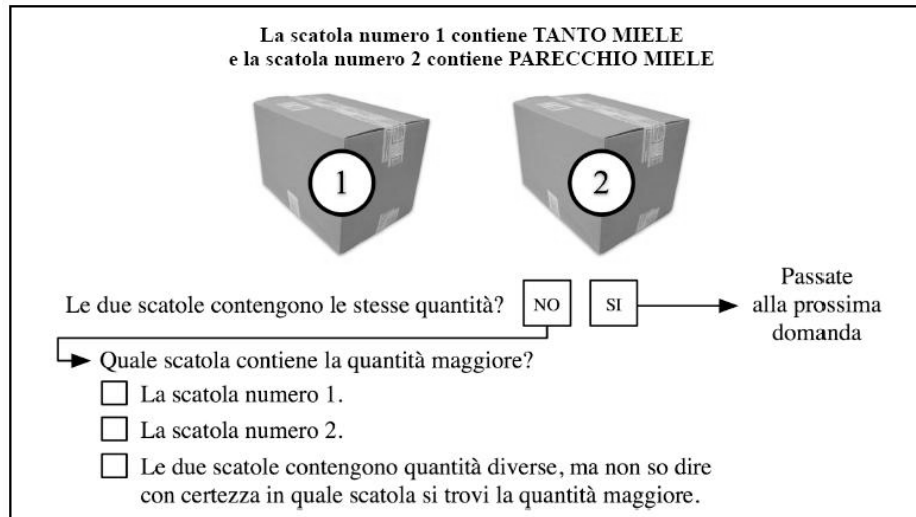 La scatola numero 1 contiene TANTO MIELE
e la scatola numero 2 contiene PARECCHIO MIELE
1
2
Le due scatole contengono le stesse quantità?
NO
SI
Passate
alla prossima
domanda
Quale scatola contiene la quantità maggiore?
La scatola numero 1.
La scatola numero 2.
Le due scatole contengono quantità diverse, ma non so dire
con certezza in quale scatola si trovi la quantità maggiore.